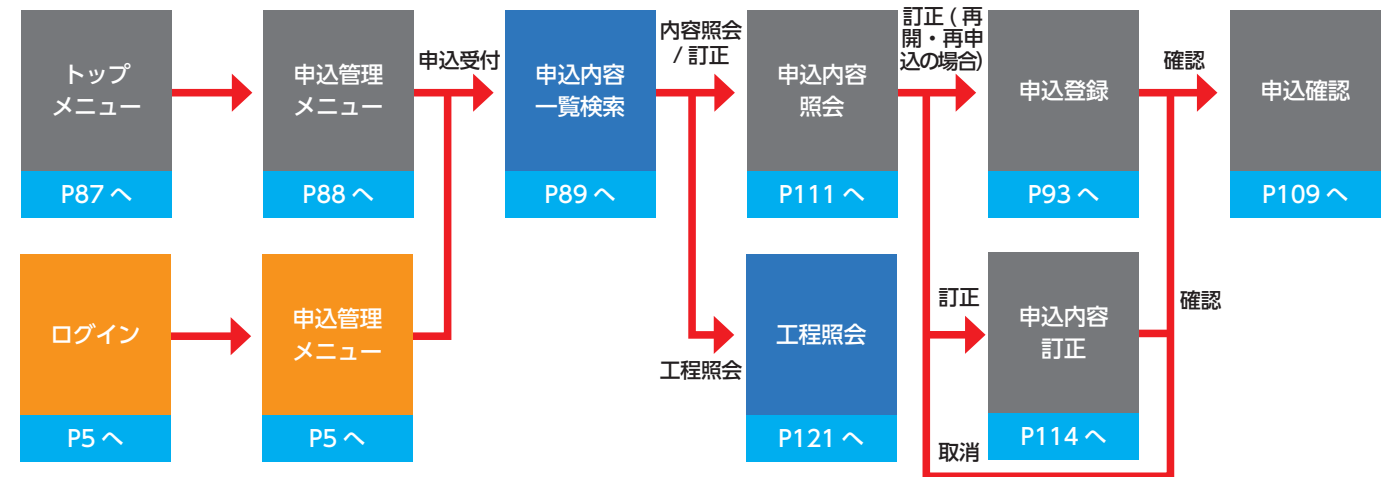 トップ
メニュー
P87 へ
申込管理
メニュー
P88 へ
申込受付
申込内容
一覧検索
P89 へ
内容照会
/ 訂正
申込内容
照会
P111 へ
訂正 ( 再
開・再申
込の場合)
申込登録
P93 へ
確認
申込確認
P109 へ
ログイン
P5 へ
申込管理
メニュー
P5 へ
工程照会
工程照会
P121 へ
訂正
申込内容
訂正
P114 へ
確認
取消